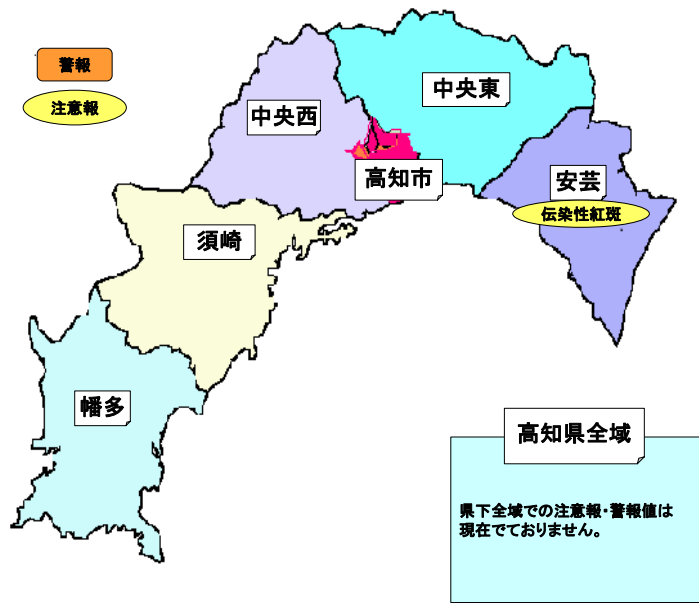 警報
注意報
中央東
中央西
高知市
安芸
伝染性紅斑
須崎
幡多
高知県全域
県下全域での注意報・警報値は
現在でておりません。